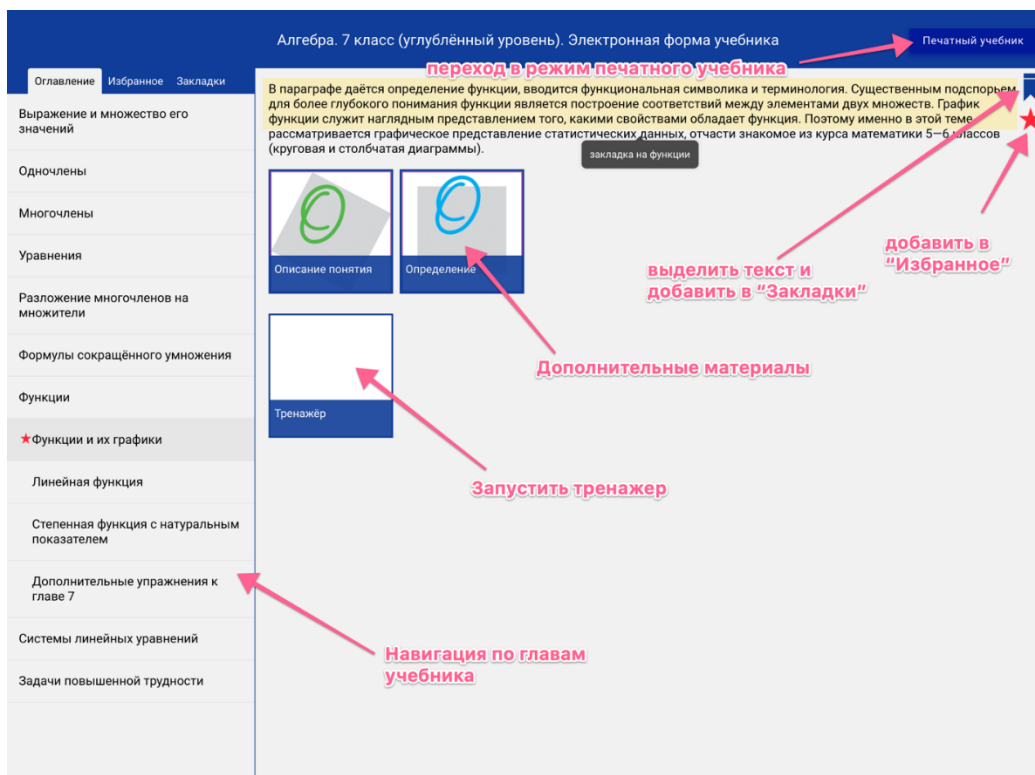 Алгебра. 7 класс (углублённый уровень). Электронная форма учебника
Печатный учебник
переход в режим печатного учебника
Оглавление Избранное Закладки
Выражение и множество его
значений
Одночлены
Многочлены
Уравнения
Разложение многочленов на
множители
Формулы сокращённого умножения
Функции
Функции и их графики
Линейная функция
Степенная функция с натуральным
показателем
Дополнительные упражнения к
главе 7
Системы линейных уравнений
Задачи повышенной трудности
В параграфе даётся определение функции, вводится функциональная символика и терминология. Существенным подспорьем
для более глубокого понимания функции является построение соответствий между элементами двух множеств. График
функции служит наглядным представлением того, какими свойствами обладает функция. Поэтому именно в этой теме
рассматривается графическое представление статистических данных, отчасти знакомое из курса математики 5—6 классов
(круговая и столбчатая диаграммы).
закладка на функции
Описание понятия
Определение
Тренажёр
выделить текст и
добавить в "Закладки"
добавить в
"Избранное"
Дополнительные материалы
Запустить тренажер
Навигация по главам
учебника